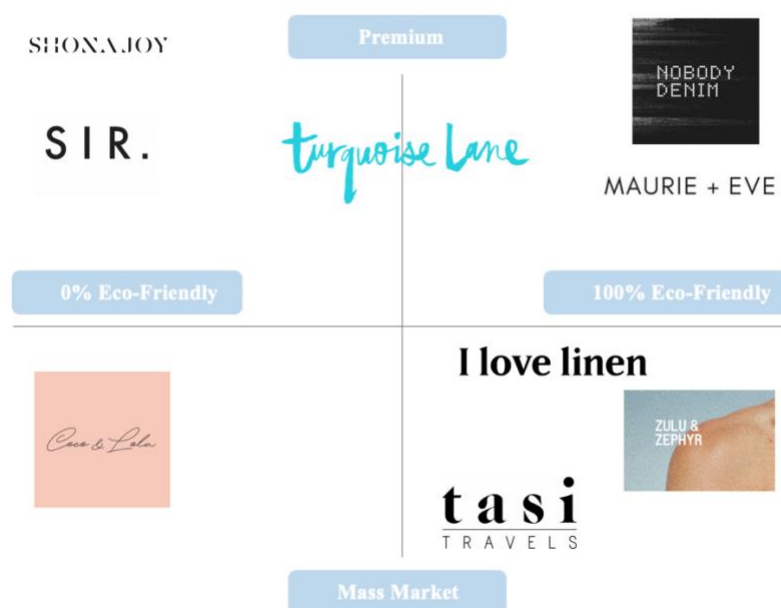 SHONA JOY
Premium
NOBODY
DENIM
SIR.
turquoise Lane
MAURIE + EVE
0% Eco-Friendly
100% Eco-Friendly
I love linen
Coco & Lola
ZULU &
ZEPHYR
tasi
TRAVELS
Mass Market